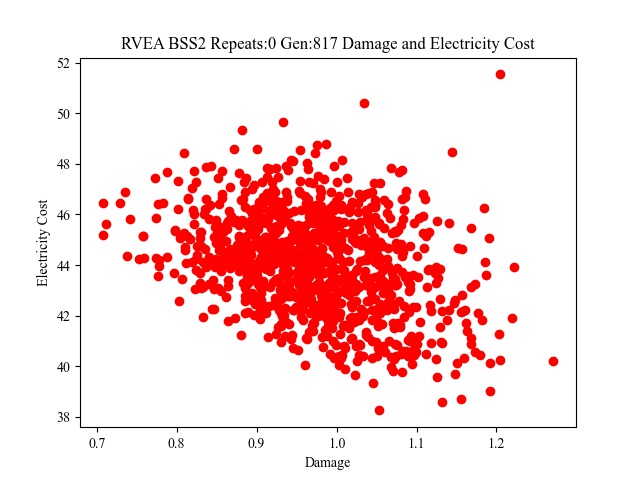 RVEA BSS2 Repeats:0 Gen:817 Damage and Electricity Cost
52
50
48
46
44
42
40
38
Electricity Cost
0.7 0.8 0.9 1.0 1.1 1.2
Damage